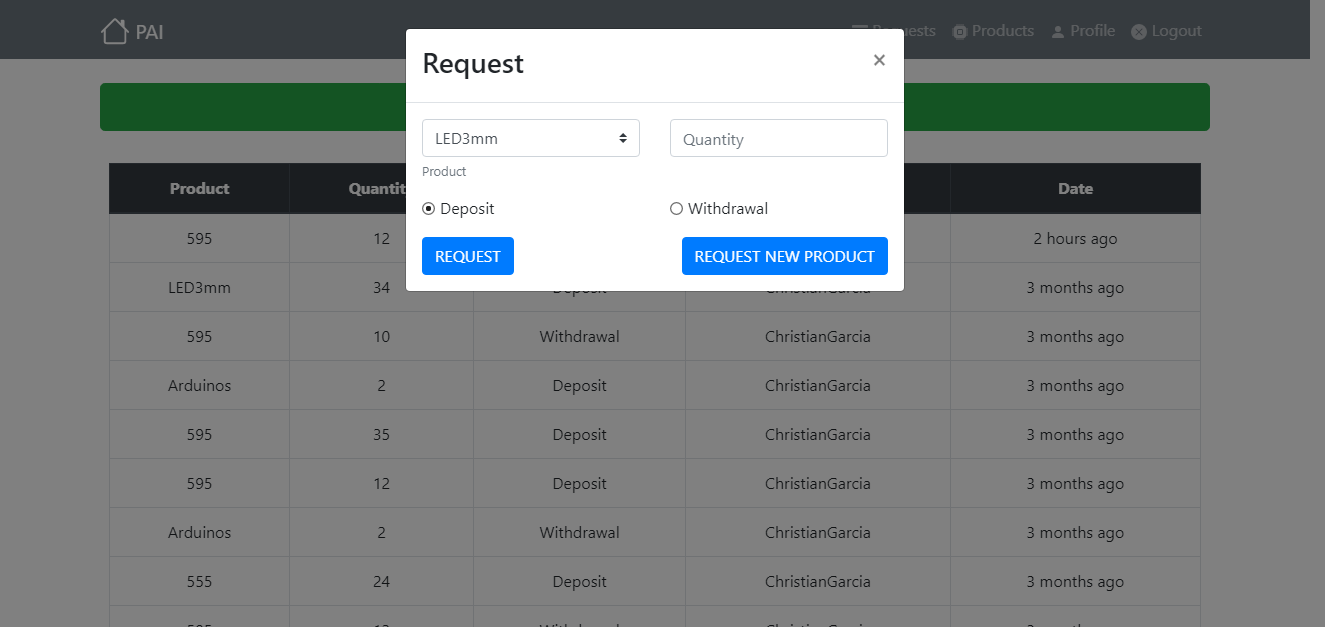 PAI
Requests Products Profile Logout
Request
×
LED3mm
Quantity
Product
Deposit
Withdrawal
REQUEST
REQUEST NEW PRODUCT
Product Quantit Date
595 12 2 hours ago
LED3mm 34 Deposit ChristianGarcia 3 months ago
595 10 Withdrawal ChristianGarcia 3 months ago
Arduinos 2 Deposit ChristianGarcia 3 months ago
595 35 Deposit ChristianGarcia 3 months ago
595 12 Deposit ChristianGarcia 3 months ago
Arduinos 2 Withdrawal ChristianGarcia 3 months ago
555 24 Deposit ChristianGarcia 3 months ago